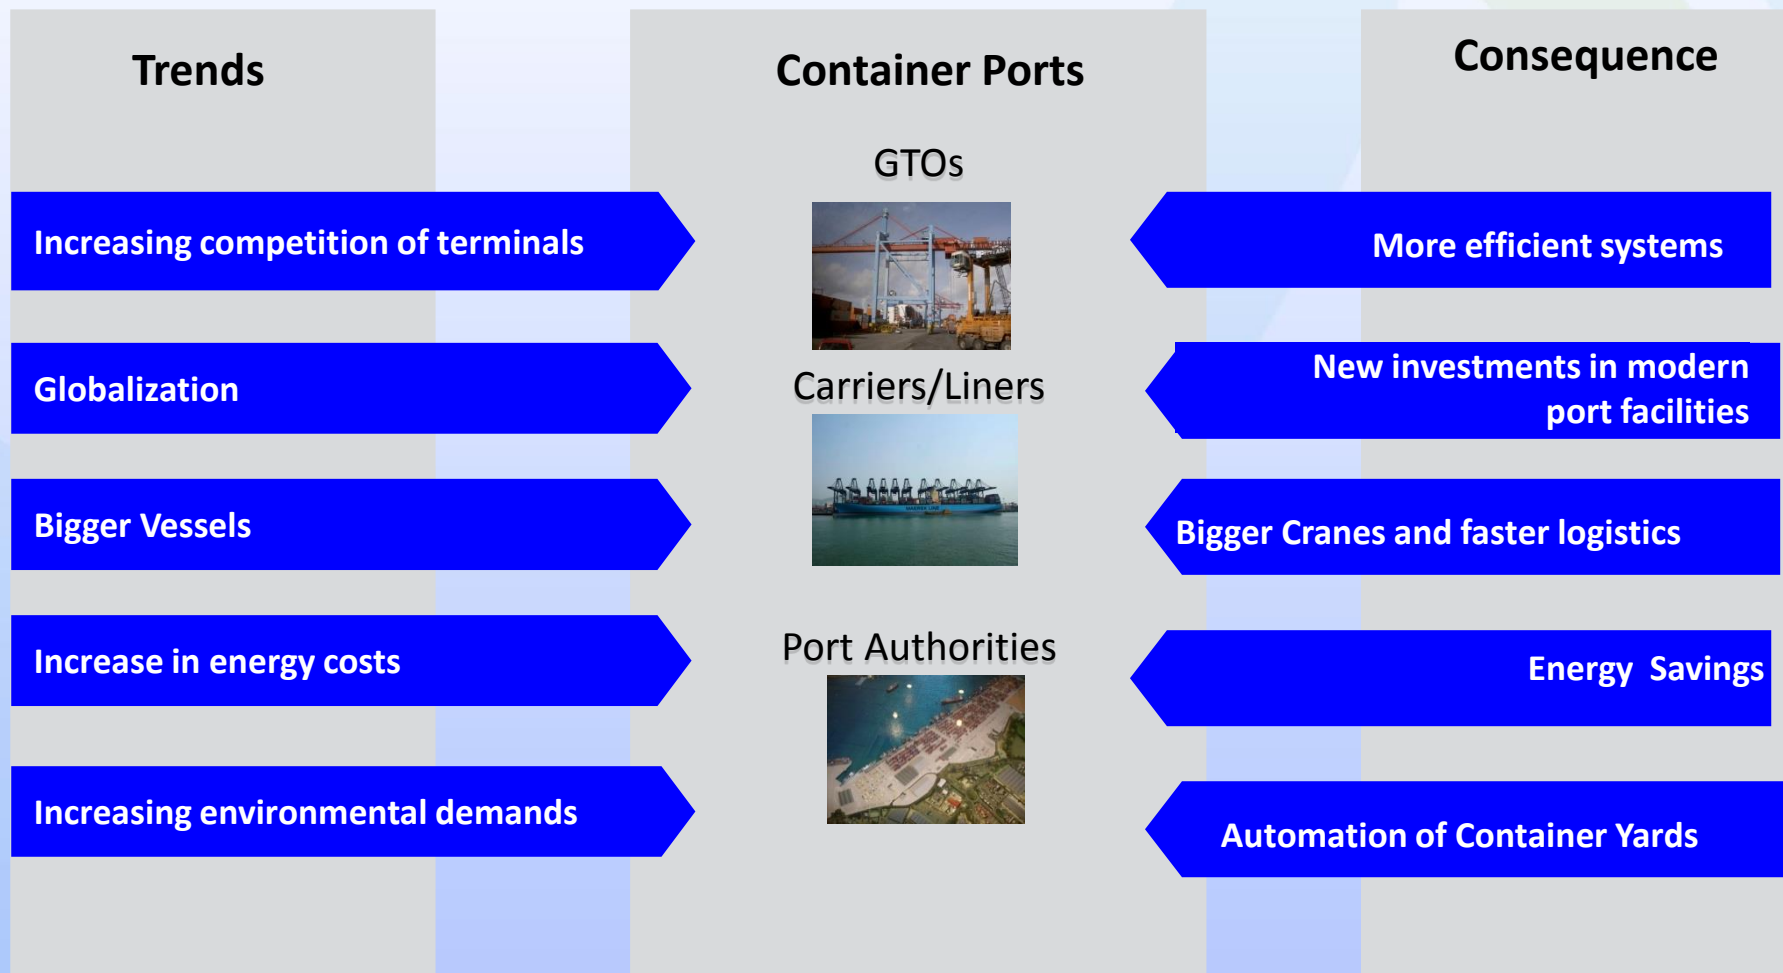 Trends
Container Ports
Consequence
GTOs
Increasing competition of terminals
More efficient systems
Globalization
Carriers/Liners
New investments in modern
port facilities
MAERSK LINE
Bigger Vessels
Bigger Cranes and faster logistics
Increase in energy costs
Port Authorities
Energy Savings
Increasing environmental demands
Automation of Container Yards